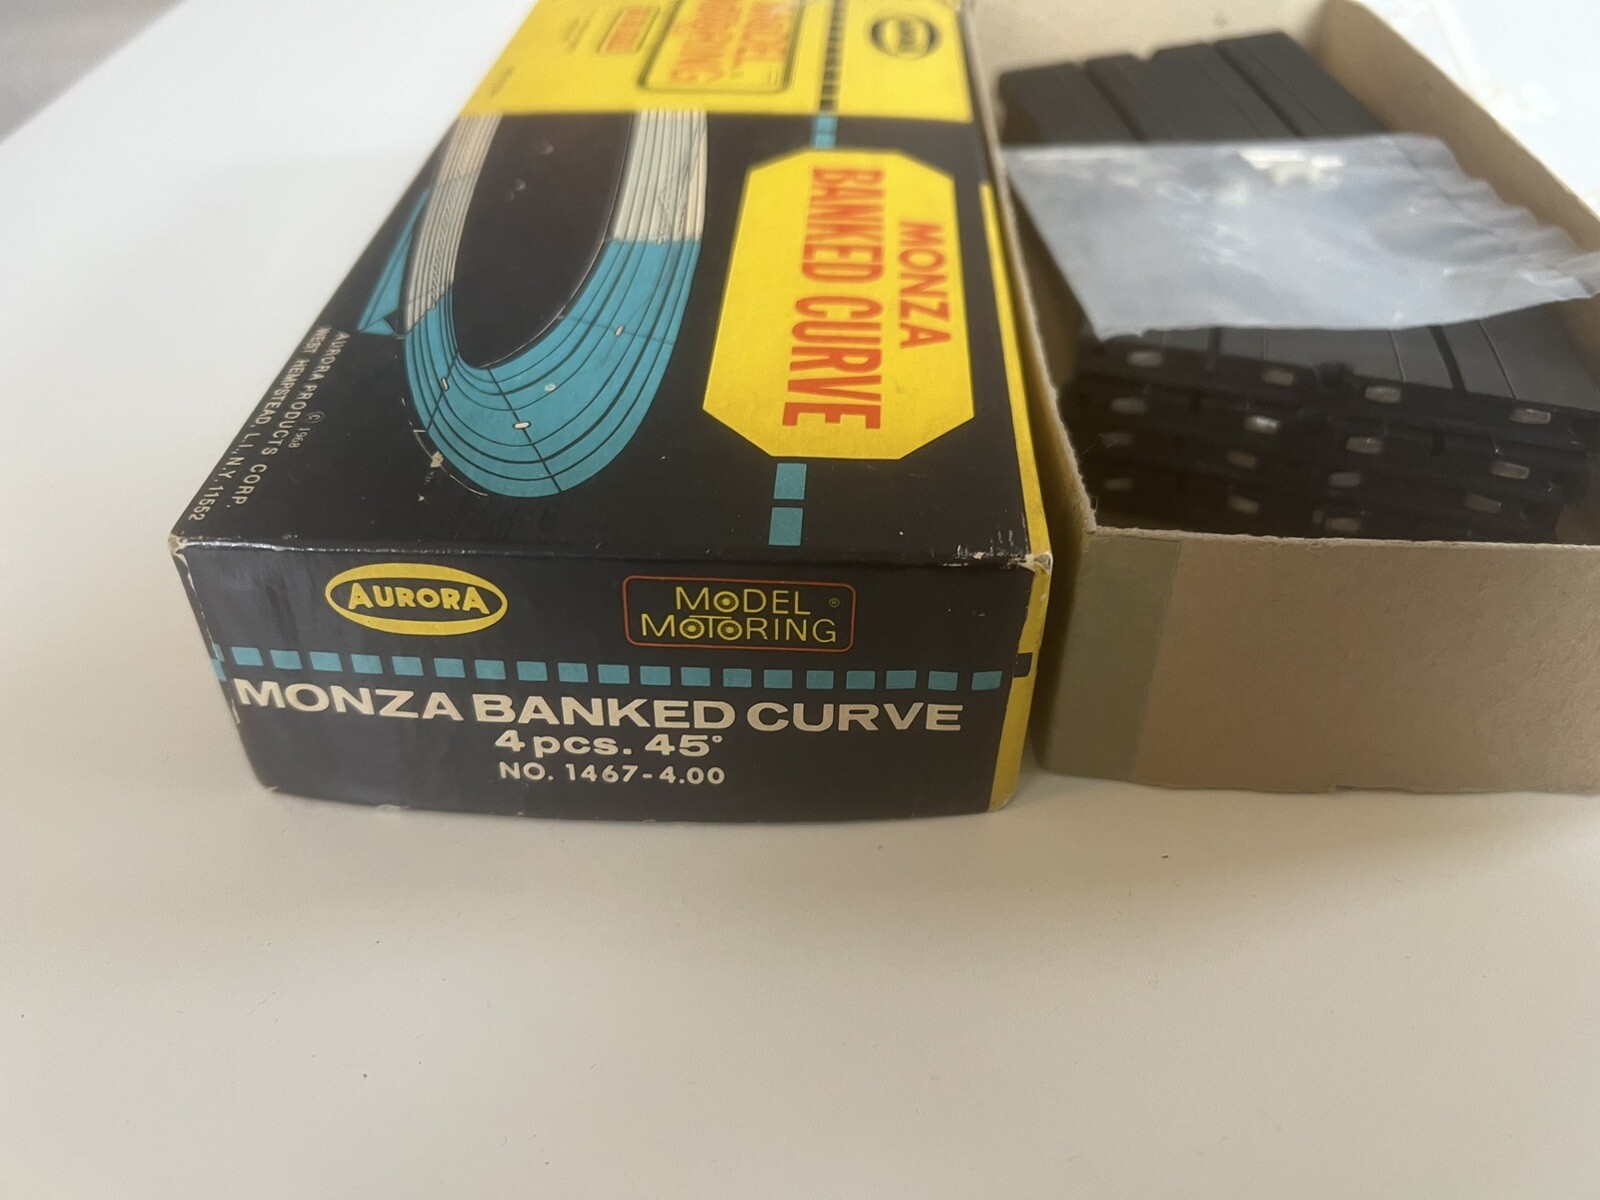 AURORA
MODEL
MOTORING
MONZA
BANKED CURVE
© 1968
AURORA PRODUCTS CORP.
WEST HEMPSTEAD, L.I., N.Y. 11552
AURORA
MODEL ®
MOTORING
MONZA BANKED CURVE
4 pcs. 45°
NO. 1467-4.00